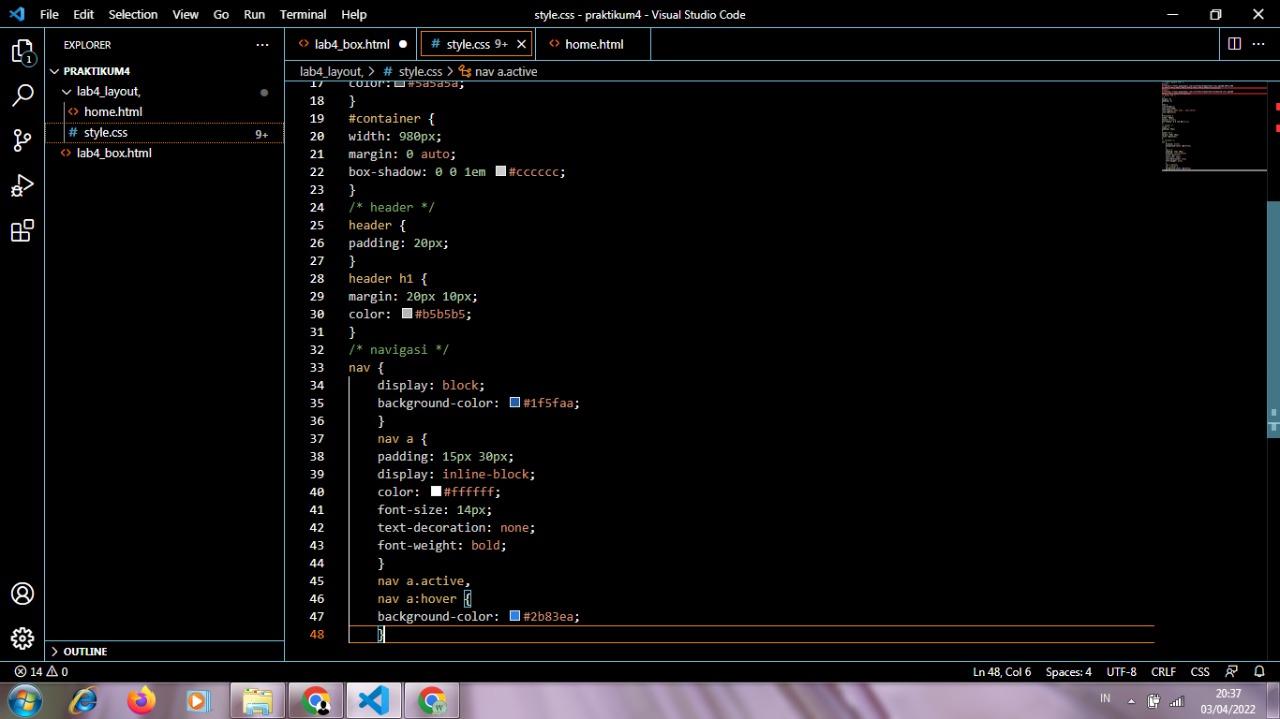 File Edit Selection View Go Run Terminal Help
style.css - praktikum4 - Visual Studio Code
EXPLORER
lab4_box.html
style.css 9+
home.html
PRAKTIKUM4
lab4_layout,
home.html
style.css 9+
lab4_box.html
OUTLINE
1
lab4_layout, > # style.css > nav a.active
17 color: #5a5a5a;
18 }
19 #container {
20 width: 980px;
21 margin: 0 auto;
22 box-shadow: 0 0 1em #cccccc;
23 }
24 /* header */
25 header {
26 padding: 20px;
27 }
28 header h1 {
29 margin: 20px 10px;
30 color: #b5b5b5;
31 }
32 /* navigasi */
33 nav {
34 display: block;
35 background-color: #1f5faa;
36 }
37 nav a {
38 padding: 15px 30px;
39 display: inline-block;
40 color: #ffffff;
41 font-size: 14px;
42 text-decoration: none;
43 font-weight: bold;
44 }
45 nav a.active,
46 nav a:hover {
47 background-color: #2b83ea;
48 }
14 0
Ln 48, Col 6 Spaces: 4 UTF-8 CRLF CSS
IN
20:37
03/04/2022